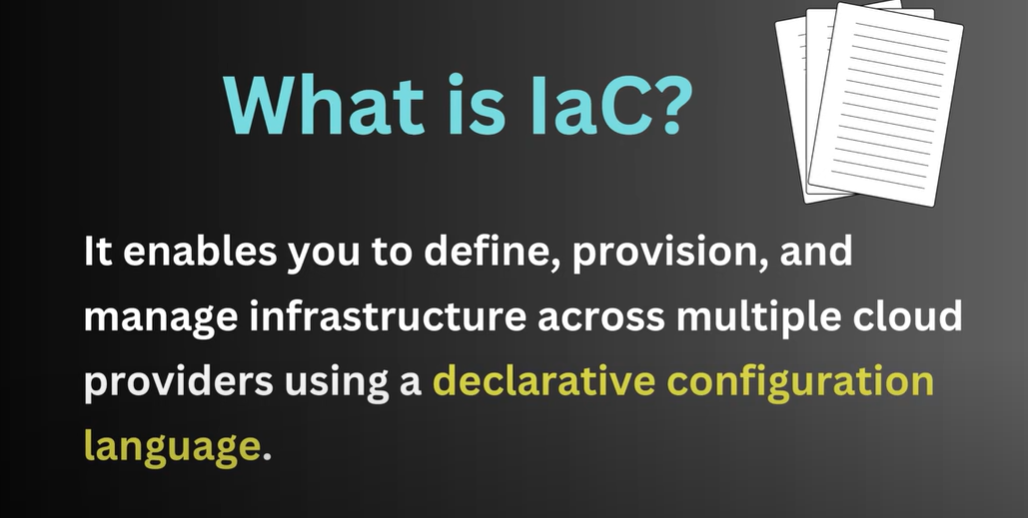 What is IaC?
It enables you to define, provision, and
manage infrastructure across multiple cloud
providers using a declarative configuration
language.